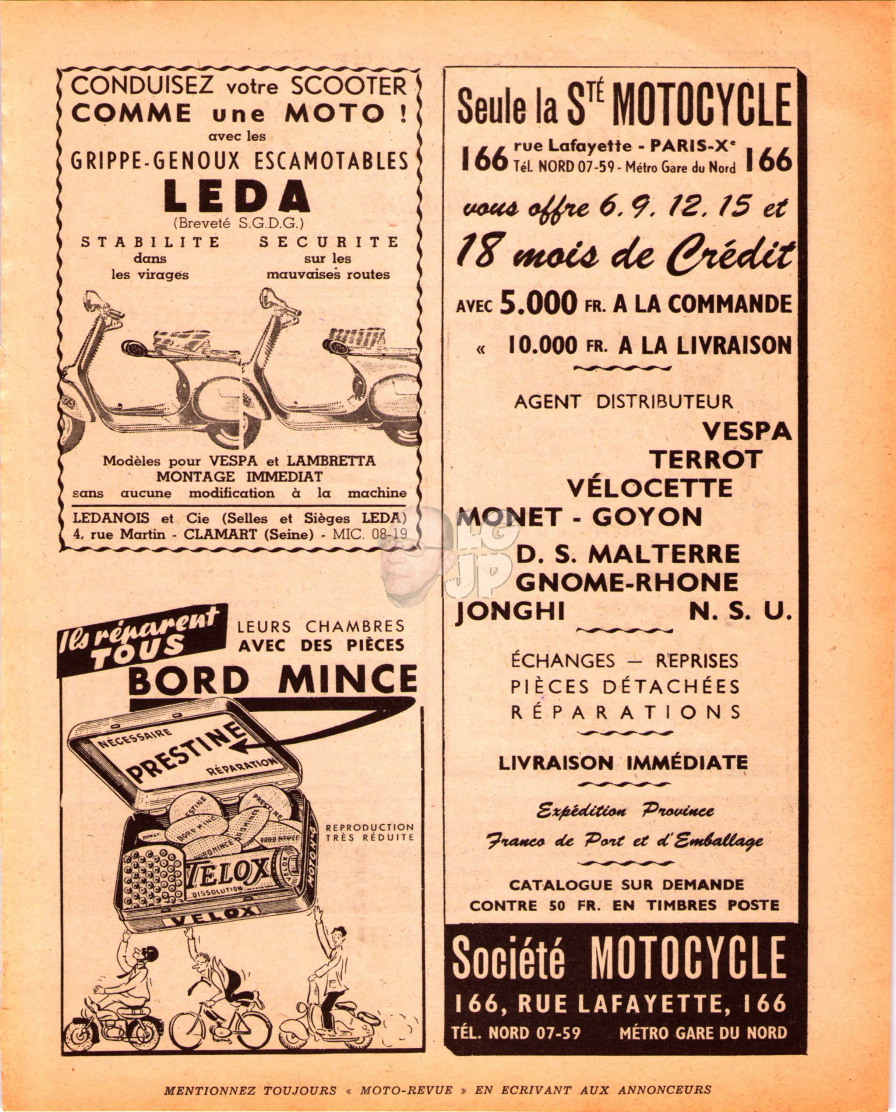 CONDUISEZ votre SCOOTER
COMME une MOTO !
avec les
GRIPPE-GENOUX ESCAMOTABLES
LEDA
(Breveté S.G.D.G.)
STABILITE
dans
les virages
SECURITE
sur les
mauvaises routes
Modèles pour VESPA et LAMBRETTA
MONTAGE IMMEDIAT
sans aucune modification à la machine
LEDANOIS et Cie (Selles et Sièges LEDA)
4, rue Martin - CLAMART (Seine) - MIC. 08-19
Ils réparent
TOUS
LEURS CHAMBRES
AVEC DES PIÈCES
BORD MINCE
NÉCESSAIRE
PRESTINE
RÉPARATION
PRESTINE
PRESTINE
BORD MINCE
REPRODUCTION
TRÈS RÉDUITE
VELOX
DISSOLUTION
MOTO N°4
VELOX
Seule la STÉ MOTOCYCLE
166 rue Lafayette - PARIS-Xe 166
Tél. NORD 07-59 - Métro Gare du Nord
vous offre 6. 9. 12. 15 et
18 mois de Crédit
AVEC 5.000 FR. A LA COMMANDE
« 10.000 FR. A LA LIVRAISON
AGENT DISTRIBUTEUR
VESPA
TERROT
VÉLOCETTE
MONET - GOYON
D. S. MALTERRE
GNOME-RHONE
JONGHI N. S. U.
ÉCHANGES — REPRISES
PIÈCES DÉTACHÉES
RÉPARATIONS
LIVRAISON IMMÉDIATE
Expédition Province
Franco de Port et d'Emballage
CATALOGUE SUR DEMANDE
CONTRE 50 FR. EN TIMBRES POSTE
Société MOTOCYCLE
166, RUE LAFAYETTE, 166
TÉL. NORD 07-59 MÉTRO GARE DU NORD
LG
JP
MENTIONNEZ TOUJOURS « MOTO-REVUE » EN ECRIVANT AUX ANNONCEURS